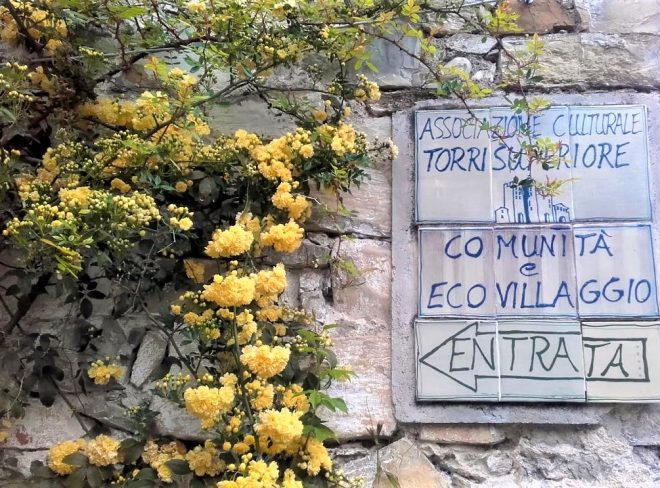 ASSOCIAZIONE CULTURALE
TORRI SUPERIORE
COMUNITÀ
e
ECOVILLAGGIO
ENTRATA